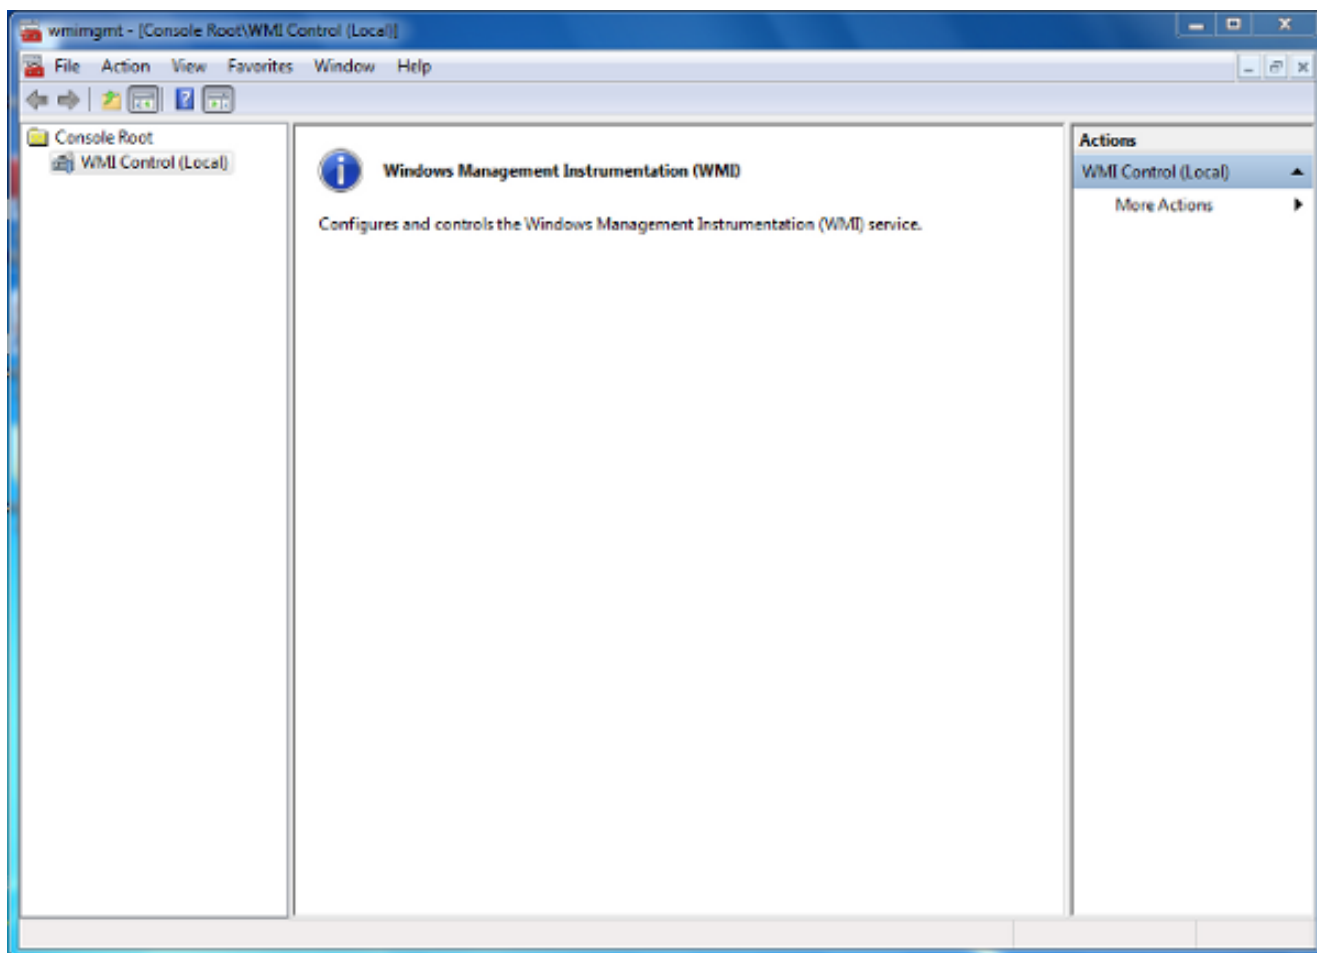 wmimgmt - [Console Root\WMI Control (Local)]
File Action View Favorites Window Help
Console Root
WMI Control (Local)
Windows Management Instrumentation (WMI)
Configures and controls the Windows Management Instrumentation (WMI) service.
Actions
WMI Control (Local)
More Actions